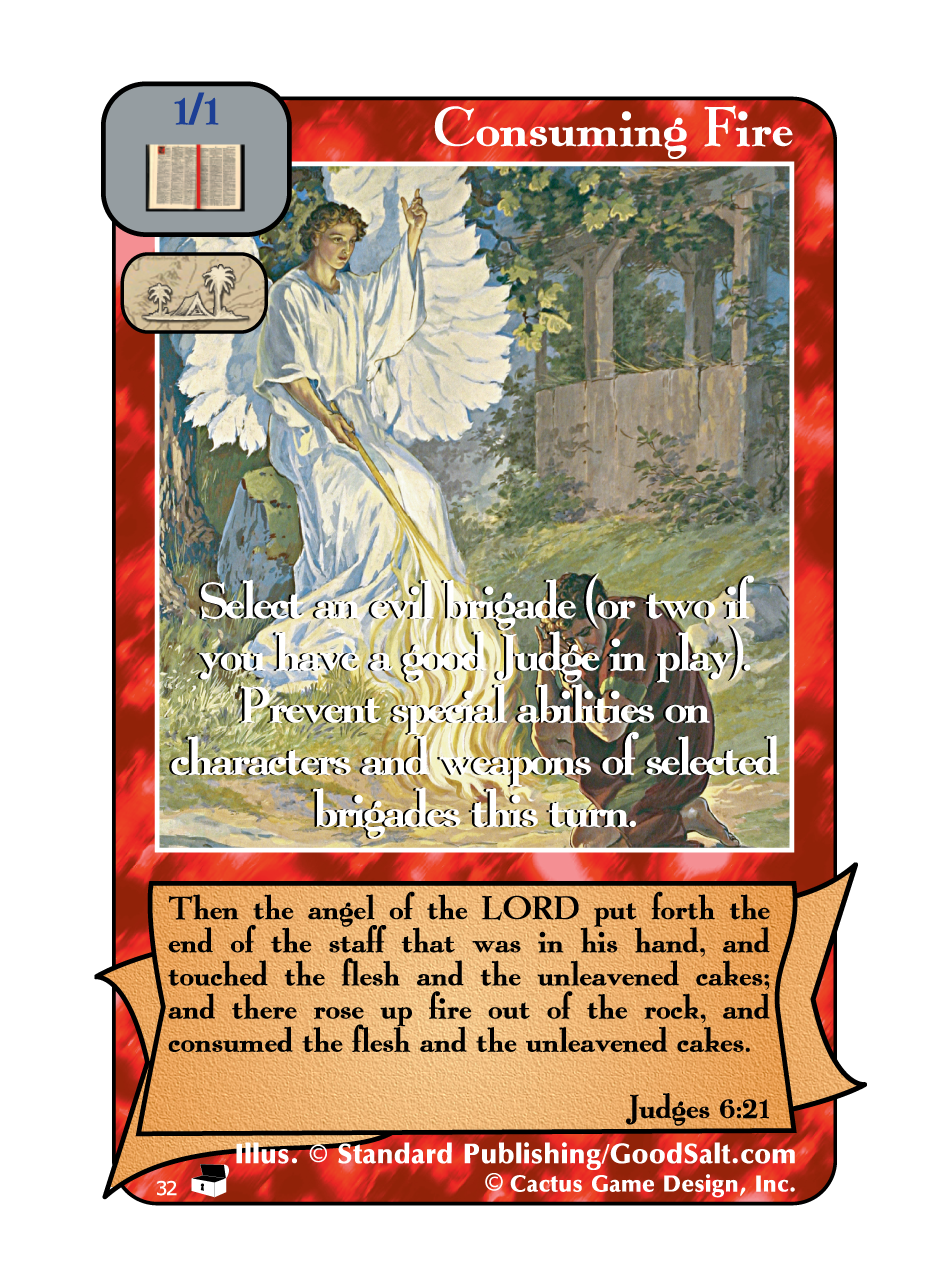 1/1
Consuming Fire
Select an evil brigade (or two if
you have a good Judge in play).
Prevent special abilities on
characters and weapons of selected
brigades this turn.
Then the angel of the LORD put forth the
end of the staff that was in his hand, and
touched the flesh and the unleavened cakes;
and there rose up fire out of the rock, and
consumed the flesh and the unleavened cakes.
Judges 6:21
Illus. © Standard Publishing/GoodSalt.com
32
© Cactus Game Design, Inc.